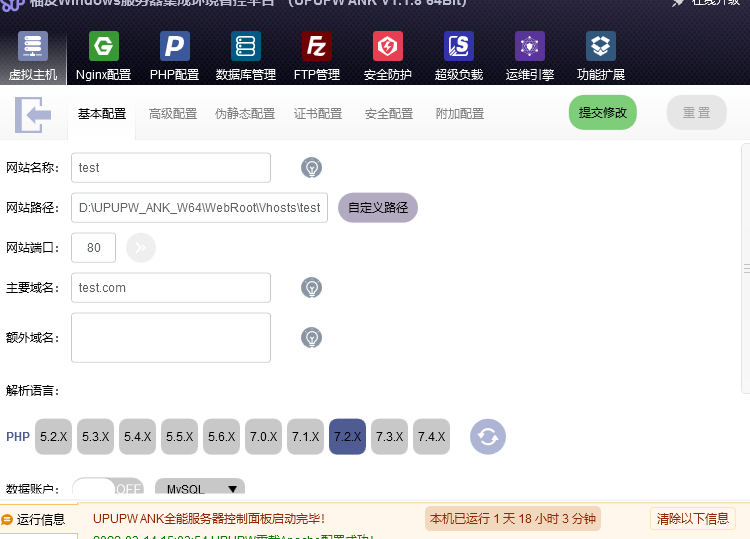 柚皮Windows服务器集成环境智控平台 (UPUPW ANK V1.1.8 64Bit)
在线升级
虚拟主机 Nginx配置 PHP配置 数据库管理 FTP管理 安全防护 超级负载 运维引擎 功能扩展
基本配置 高级配置 伪静态配置 证书配置 安全配置 附加配置 提交修改 重置
网站名称: test
网站路径: D:\UPUPW_ANK_W64\WebRoot\Vhosts\test 自定义路径
网站端口: 80
主要域名: test.com
额外域名:
解析语言:
PHP 5.2.X 5.3.X 5.4.X 5.5.X 5.6.X 7.0.X 7.1.X 7.2.X 7.3.X 7.4.X
数据账户: OFF MySQL
运行信息 UPUPW ANK全能服务器控制面板启动完毕! 本机已运行 1 天 18 小时 3 分钟 清除以下信息